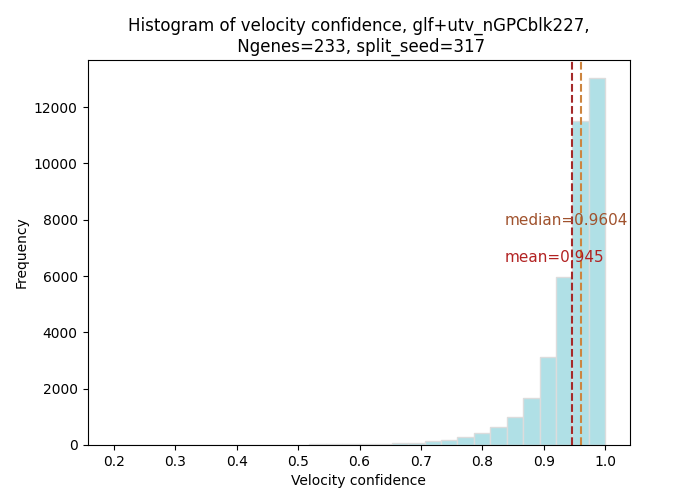 Histogram of velocity confidence, glf+utv_nGPCblk227,
Ngenes=233, split_seed=317
12000
10000
8000
median=0.9604
mean=0.945
6000
4000
2000
0
Frequency
0.2 0.3 0.4 0.5 0.6 0.7 0.8 0.9 1.0
Velocity confidence